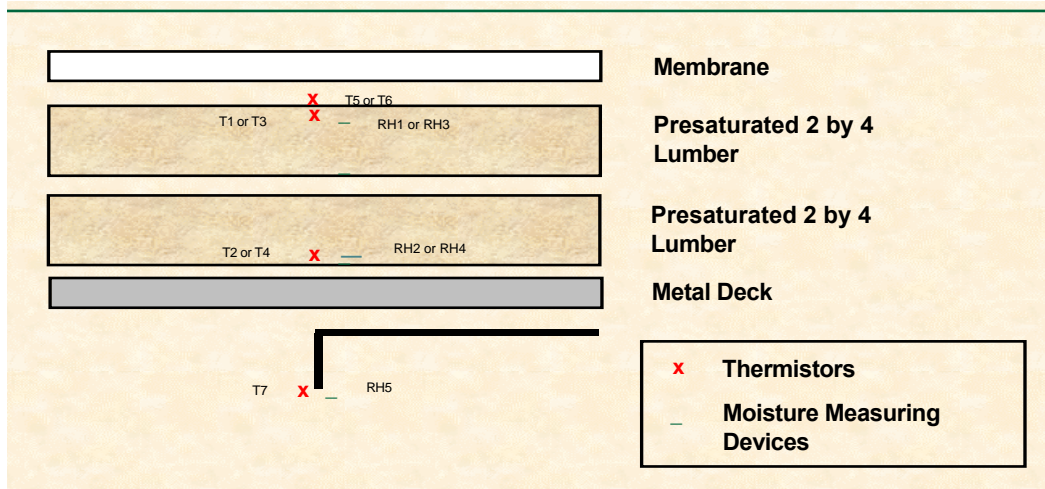 Membrane
x T5 or T6
T1 or T3 x _ RH1 or RH3
Presaturated 2 by 4
Lumber
_
Presaturated 2 by 4
Lumber
T2 or T4 x _ RH2 or RH4
_
Metal Deck
T7 x _ RH5
x Thermistors
_ Moisture Measuring
Devices